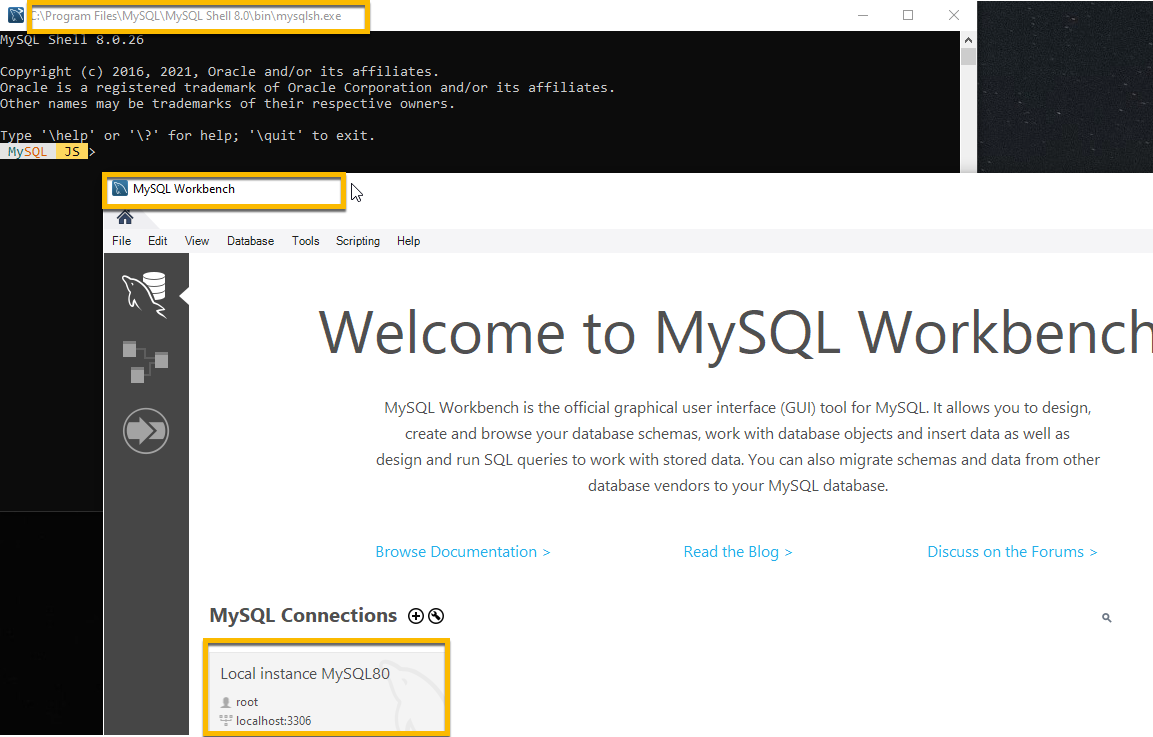 C:\Program Files\MySQL\MySQL Shell 8.0\bin\mysqlsh.exe
MySQL Shell 8.0.26
Copyright (c) 2016, 2021, Oracle and/or its affiliates.
Oracle is a registered trademark of Oracle Corporation and/or its affiliates.
Other names may be trademarks of their respective owners.
Type '\help' or '\?' for help; '\quit' to exit.
MySQL JS >
MySQL Workbench
File Edit View Database Tools Scripting Help
Welcome to MySQL Workbench
MySQL Workbench is the official graphical user interface (GUI) tool for MySQL. It allows you to design,
create and browse your database schemas, work with database objects and insert data as well as
design and run SQL queries to work with stored data. You can also migrate schemas and data from other
database vendors to your MySQL database.
Browse Documentation > Read the Blog > Discuss on the Forums >
MySQL Connections
Local instance MySQL80
root
localhost:3306